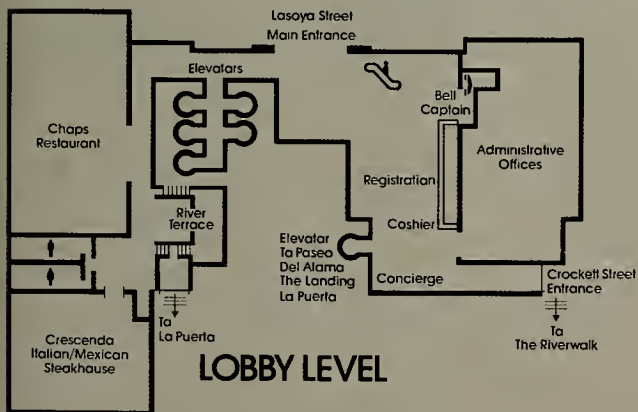 Lasoya Street
Main Entrance
Elevatars
Bell
Captain
Chaps
Restaurant
Administrative
Offices
Registration
River
Terrace
Coshier
Elevatar
Ta Paseo
Del Alama
The Landing
La Puerta
Concierge
Crockett Street
Entrance
Ta
La Puerta
Ta
The Riverwalk
Crescenda
Italian/Mexican
Steakhouse
LOBBY LEVEL